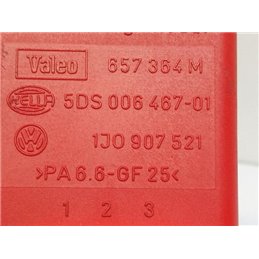 Valeo 657 364 M
HELLA 5DS 006 467-01
1J0 907 521
>PA 6.6-GF 25<
1 2 3